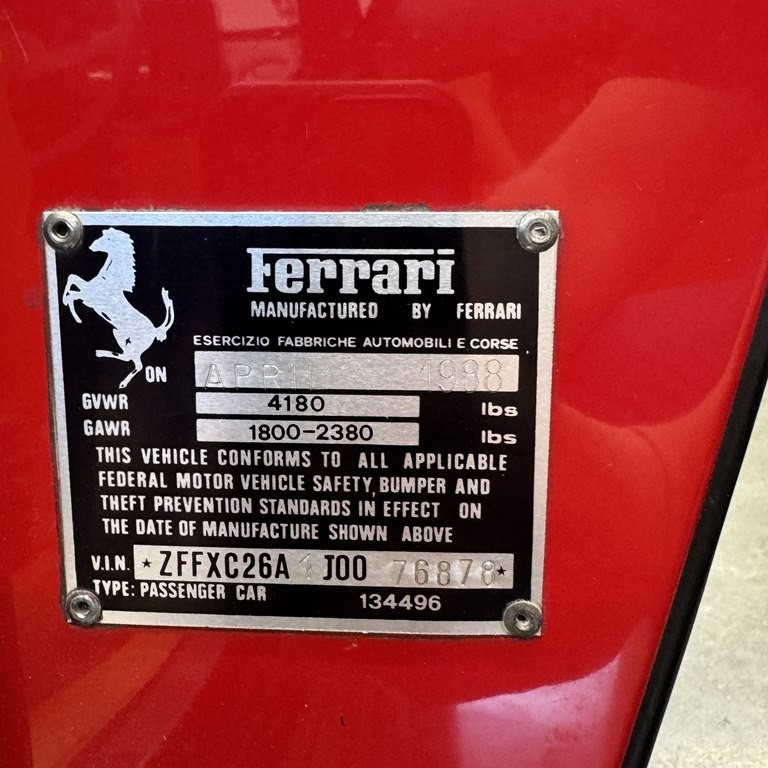 Ferrari
MANUFACTURED BY FERRARI
ESERCIZIO FABBRICHE AUTOMOBILI E CORSE
ON APRIL 1988
GVWR 4180 lbs
GAWR 1800-2380 lbs
THIS VEHICLE CONFORMS TO ALL APPLICABLE
FEDERAL MOTOR VEHICLE SAFETY, BUMPER AND
THEFT PREVENTION STANDARDS IN EFFECT ON
THE DATE OF MANUFACTURE SHOWN ABOVE
V.I.N. ★ZFFXC26A1J0076878★
TYPE: PASSENGER CAR 134496